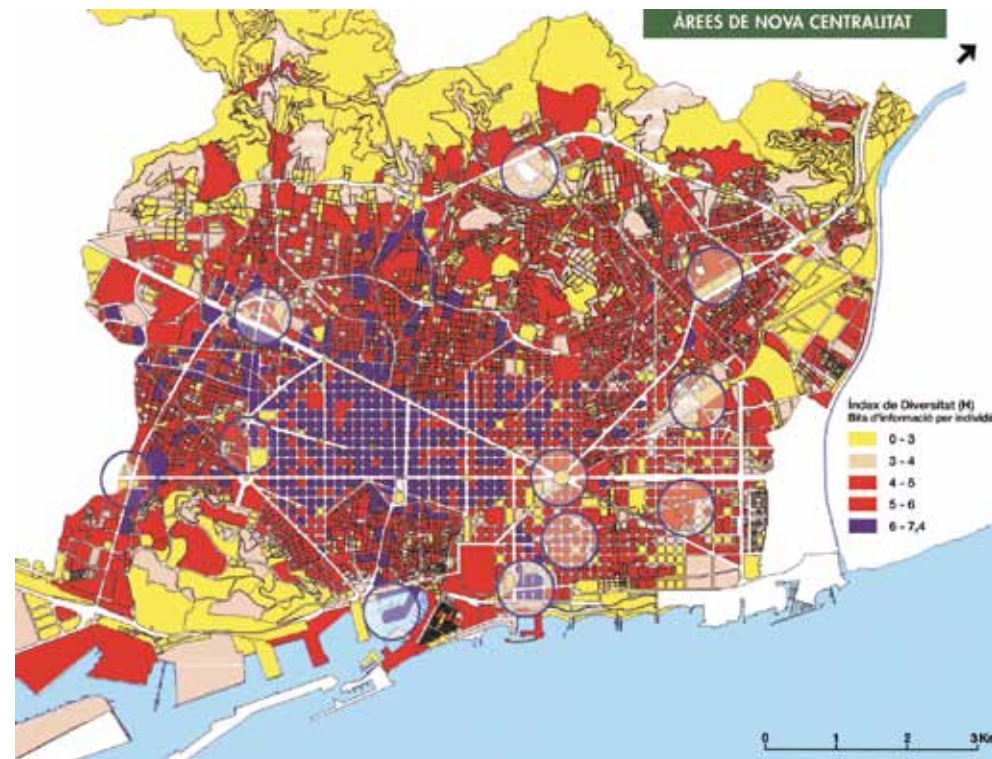 ÀREES DE NOVA CENTRALITAT
Índex de Diversitat (H)
Bits d'informació per individu
0 - 3
3 - 4
4 - 5
5 - 6
6 - 7,4
0 1 2 3 Km